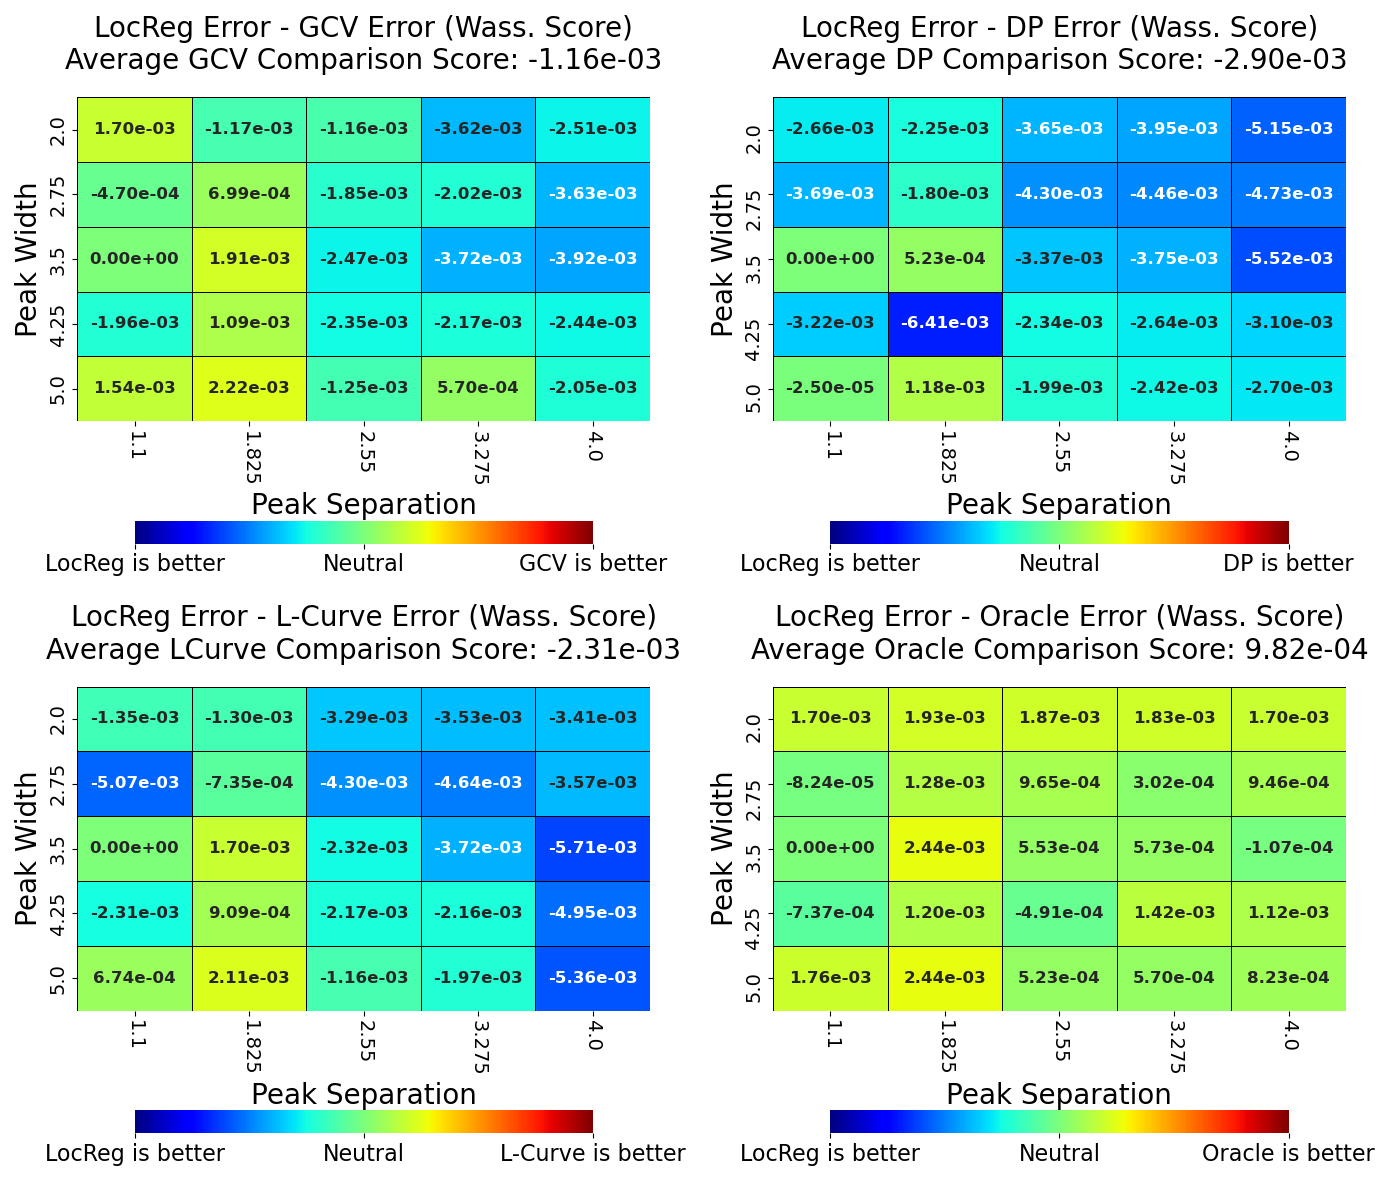 LocReg Error - GCV Error (Wass. Score)
Average GCV Comparison Score: -1.16e-03
Peak Width
2.0 1.70e-03 -1.17e-03 -1.16e-03 -3.62e-03 -2.51e-03
2.75 -4.70e-04 6.99e-04 -1.85e-03 -2.02e-03 -3.63e-03
3.5 0.00e+00 1.91e-03 -2.47e-03 -3.72e-03 -3.92e-03
4.25 -1.96e-03 1.09e-03 -2.35e-03 -2.17e-03 -2.44e-03
5.0 1.54e-03 2.22e-03 -1.25e-03 5.70e-04 -2.05e-03
1.1 1.825 2.55 3.275 4.0
Peak Separation
LocReg is better Neutral GCV is better
LocReg Error - DP Error (Wass. Score)
Average DP Comparison Score: -2.90e-03
Peak Width
2.0 -2.66e-03 -2.25e-03 -3.65e-03 -3.95e-03 -5.15e-03
2.75 -3.69e-03 -1.80e-03 -4.30e-03 -4.46e-03 -4.73e-03
3.5 0.00e+00 5.23e-04 -3.37e-03 -3.75e-03 -5.52e-03
4.25 -3.22e-03 -6.41e-03 -2.34e-03 -2.64e-03 -3.10e-03
5.0 -2.50e-05 1.18e-03 -1.99e-03 -2.42e-03 -2.70e-03
1.1 1.825 2.55 3.275 4.0
Peak Separation
LocReg is better Neutral DP is better
LocReg Error - L-Curve Error (Wass. Score)
Average LCurve Comparison Score: -2.31e-03
Peak Width
2.0 -1.35e-03 -1.30e-03 -3.29e-03 -3.53e-03 -3.41e-03
2.75 -5.07e-03 -7.35e-04 -4.30e-03 -4.64e-03 -3.57e-03
3.5 0.00e+00 1.70e-03 -2.32e-03 -3.72e-03 -5.71e-03
4.25 -2.31e-03 9.09e-04 -2.17e-03 -2.16e-03 -4.95e-03
5.0 6.74e-04 2.11e-03 -1.16e-03 -1.97e-03 -5.36e-03
1.1 1.825 2.55 3.275 4.0
Peak Separation
LocReg is better Neutral L-Curve is better
LocReg Error - Oracle Error (Wass. Score)
Average Oracle Comparison Score: 9.82e-04
Peak Width
2.0 1.70e-03 1.93e-03 1.87e-03 1.83e-03 1.70e-03
2.75 -8.24e-05 1.28e-03 9.65e-04 3.02e-04 9.46e-04
3.5 0.00e+00 2.44e-03 5.53e-04 5.73e-04 -1.07e-04
4.25 -7.37e-04 1.20e-03 -4.91e-04 1.42e-03 1.12e-03
5.0 1.76e-03 2.44e-03 5.23e-04 5.70e-04 8.23e-04
1.1 1.825 2.55 3.275 4.0
Peak Separation
LocReg is better Neutral Oracle is better